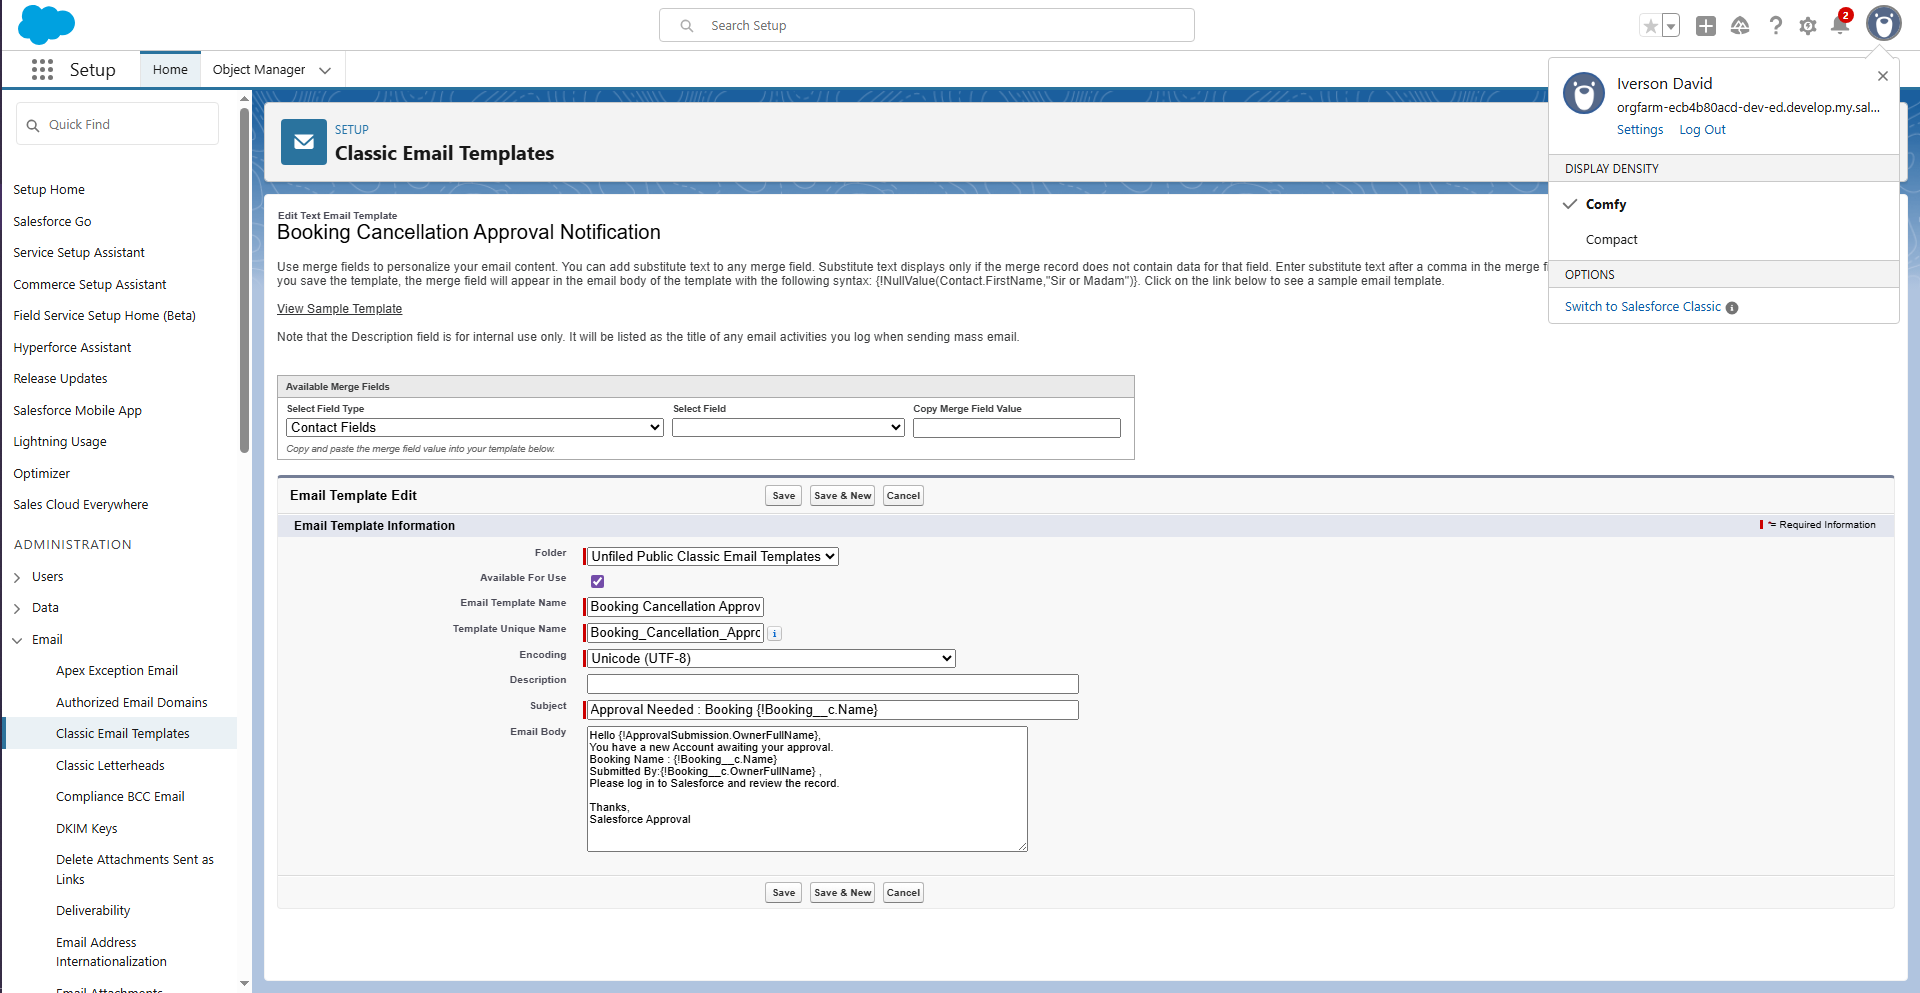 Search Setup
2
Setup
Home
Object Manager
Iverson David
orgfarm-ecb4b80acd-dev-ed.develop.my.sal...
Settings
Log Out
DISPLAY DENSITY
Comfy
Compact
OPTIONS
Switch to Salesforce Classic
Quick Find
Setup Home
Salesforce Go
Service Setup Assistant
Commerce Setup Assistant
Field Service Setup Home (Beta)
Hyperforce Assistant
Release Updates
Salesforce Mobile App
Lightning Usage
Optimizer
Sales Cloud Everywhere
ADMINISTRATION
Users
Data
Email
Apex Exception Email
Authorized Email Domains
Classic Email Templates
Classic Letterheads
Compliance BCC Email
DKIM Keys
Delete Attachments Sent as
Links
Deliverability
Email Address
Internationalization
Email Attachments
SETUP
Classic Email Templates
Edit Text Email Template
Booking Cancellation Approval Notification
Use merge fields to personalize your email content. You can add substitute text to any merge field. Substitute text displays only if the merge record does not contain data for that field. Enter substitute text after a comma in the merge f
you save the template, the merge field will appear in the email body of the template with the following syntax: {!NullValue(Contact.FirstName,"Sir or Madam")}. Click on the link below to see a sample email template.
View Sample Template
Note that the Description field is for internal use only. It will be listed as the title of any email activities you log when sending mass email.
Available Merge Fields
Select Field Type
Select Field
Copy Merge Field Value
Contact Fields
Copy and paste the merge field value into your template below.
Email Template Edit
Save
Save & New
Cancel
Email Template Information
*= Required Information
Folder
Unfiled Public Classic Email Templates
Available For Use
Email Template Name
Booking Cancellation Approv
Template Unique Name
Booking_Cancellation_Appro
i
Encoding
Unicode (UTF-8)
Description
Subject
Approval Needed : Booking {!Booking__c.Name}
Email Body
Hello {!ApprovalSubmission.OwnerFullName},
You have a new Account awaiting your approval.
Booking Name : {!Booking__c.Name}
Submitted By:{!Booking__c.OwnerFullName} ,
Please log in to Salesforce and review the record.
Thanks,
Salesforce Approval
Save
Save & New
Cancel